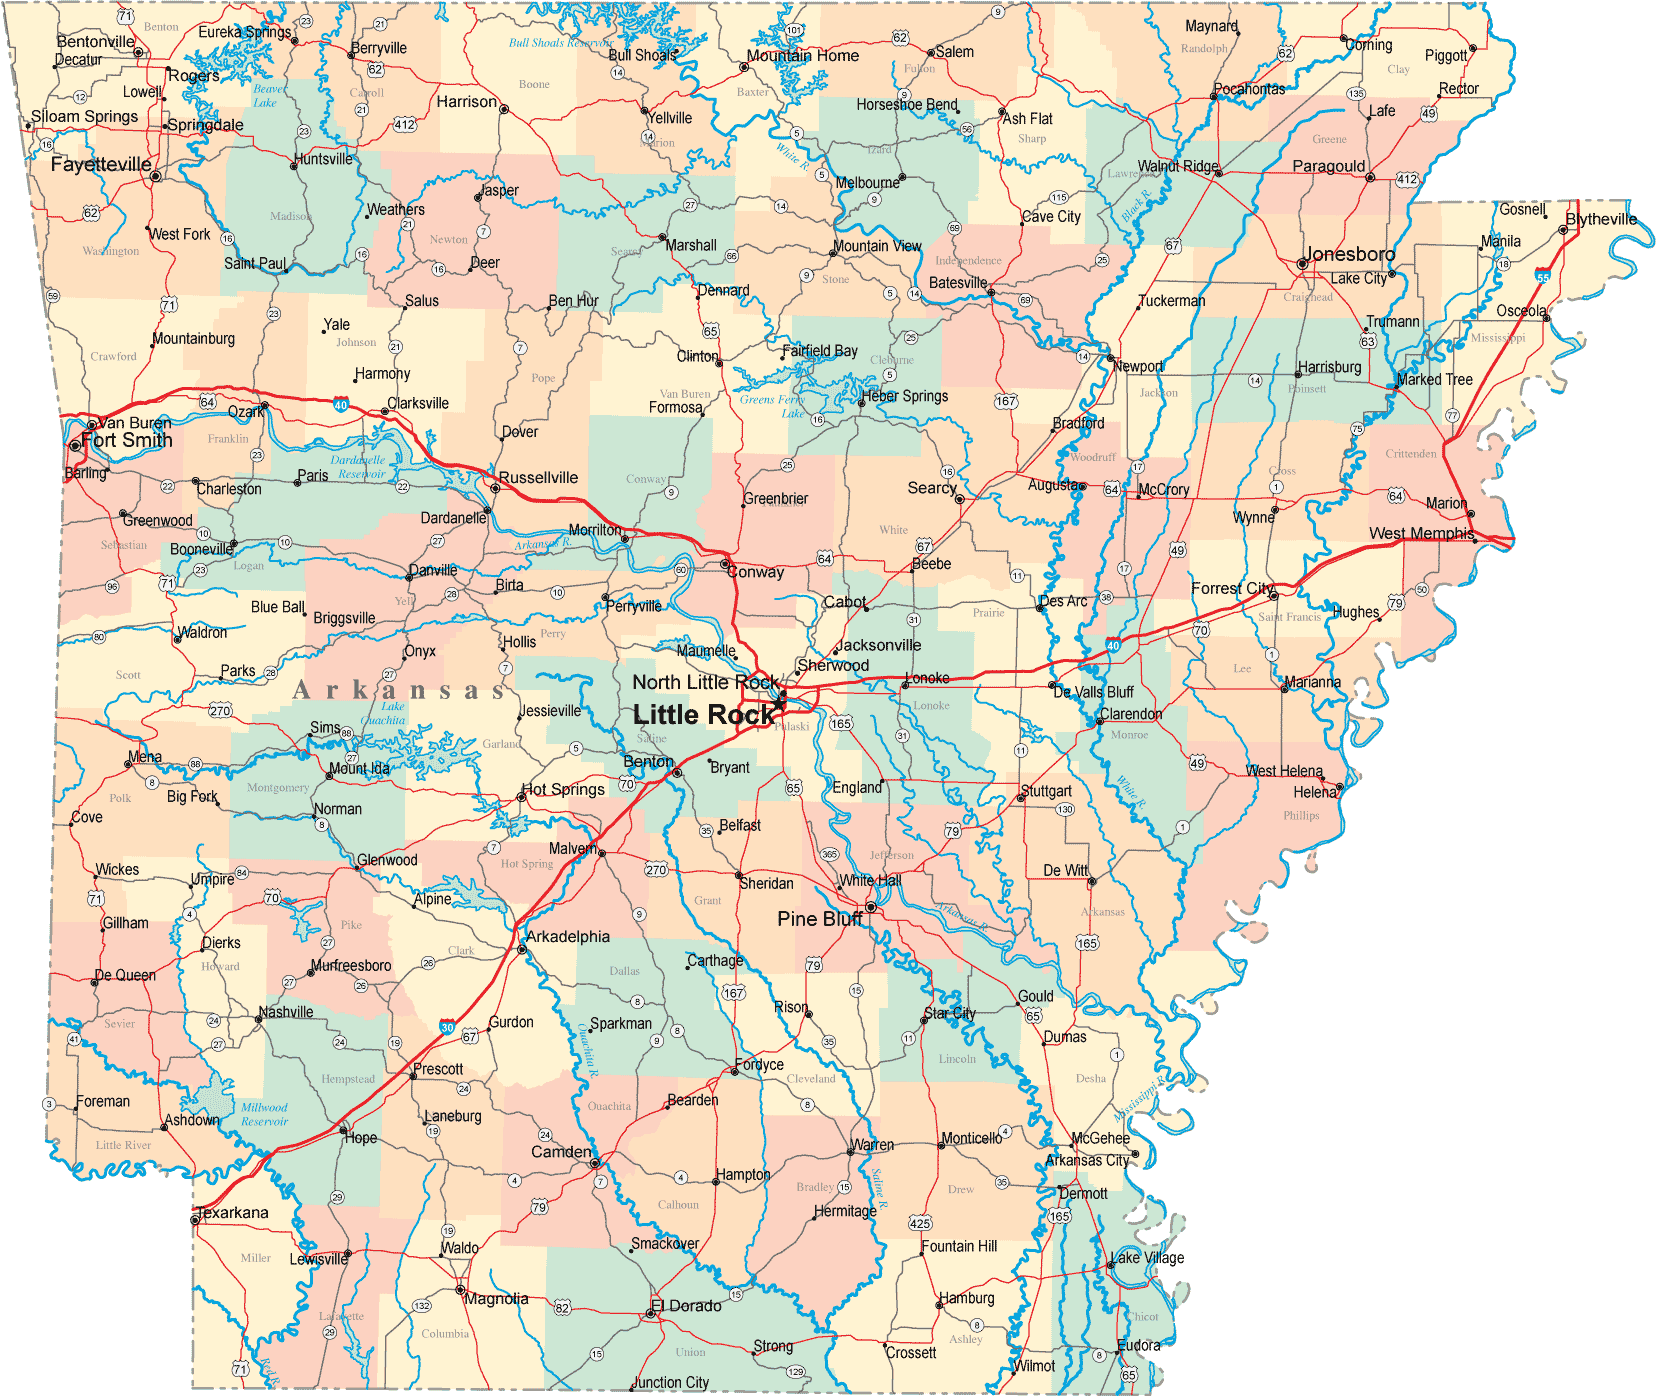 71
Benton
Eureka Springs
23
21
Bentonville
Decatur
Berryville
62
Rogers
Lowell
12
Beaver
Lake
Carroll
21
Siloam Springs
Springdale
16
23
412
Huntsville
Fayetteville
Harrison
Boone
Bull Shoals Reservoir
Bull Shoals
14
Yellville
14
Marion
101
Mountain Home
Baxter
5
White R.
5
62
9
Salem
Fulton
9
Horseshoe Bend
56
Ash Flat
Sharp
Izard
Melbourne
9
115
Cave City
Maynard
Randolph
62
Corning
Piggott
Clay
Pocahontas
135
Rector
Lafe
49
Greene
Walnut Ridge
Lawrence
Paragould
412
Black R.
62
Washington
West Fork
16
Madison
Weathers
Saint Paul
16
Jasper
21
7
Newton
16
Deer
27
14
Searcy
Marshall
66
Mountain View
9
Stone
5
14
69
Independence
Batesville
69
25
67
Gosnell
Blytheville
Manila
18
55
Jonesboro
Lake City
Craighead
59
71
23
Salus
Ben Hur
Dennard
Tuckerman
Osceola
Trumann
63
Mississippi
Mountainburg
Crawford
Yale
Johnson
21
Harmony
7
Pope
65
Clinton
Fairfield Bay
25
Cleburne
5
Greens Ferry
Lake
Heber Springs
16
Van Buren
Formosa
14
Newport
Jackson
167
Bradford
14
Harrisburg
Poinsett
Marked Tree
77
75
64
Ozark
40
Clarksville
Van Buren
Fort Smith
Barling
Franklin
23
Dardanelle
Reservoir
22
Charleston
Paris
22
Dover
Russellville
Dardanelle
Conway
9
25
Greenbrier
Faulkner
16
Searcy
White
67
Woodruff
Augusta
64
17
McCrory
Cross
1
Wynne
Crittenden
64
Marion
West Memphis
Greenwood
Sebastian
10
Booneville
10
23
Logan
96
71
27
Arkansas R.
Morrilton
Danville
Birta
28
10
Yell
60
Conway
64
Beebe
Perryville
Cabot
31
11
Prairie
Des Arc
38
17
49
Forrest City
Saint Francis
Hughes
79
50
40
70
Lee
1
Marianna
Blue Ball
Briggsville
80
Waldron
Scott
Parks
28
Onyx
27
Hollis
7
Perry
Maumelle
Jacksonville
Sherwood
North Little Rock
Little Rock
Pulaski
Lonoke
Lonoke
31
De Valls Bluff
Clarendon
Monroe
11
Arkansas
270
Lake
Ouachita
Sims
88
27
Jessieville
Garland
Saline
5
Benton
Bryant
165
Mena
88
8
Polk
Big Fork
Mount Ida
Montgomery
Norman
8
Hot Springs
70
65
England
Stuttgart
130
White R.
49
West Helena
Helena
Phillips
1
Cove
Glenwood
Wickes
84
Umpire
7
Hot Spring
Malvern
35
Belfast
270
Sheridan
Grant
365
White Hall
Jefferson
79
De Witt
Pine Bluff
Arkansas R.
Arkansas
165
71
4
70
Pike
Alpine
Gillham
Dierks
27
Howard
Murfreesboro
27
26
26
Clark
Arkadelphia
9
Dallas
Carthage
167
8
79
15
De Queen
Sevier
Nashville
24
27
24
19
30
67
Gurdon
Sparkman
8
9
Ouachita R.
Rison
35
Star City
11
Lincoln
Gould
65
Dumas
1
Desha
Mississippi R.
41
Hempstead
Prescott
24
Fordyce
Cleveland
8
3
Foreman
Millwood
Reservoir
Ashdown
Little River
Hope
Laneburg
19
Ouachita
Bearden
24
Camden
4
7
4
Hampton
Calhoun
Warren
Bradley
15
Saline R.
Hermitage
Monticello
4
McGehee
Arkansas City
35
Drew
Dermott
165
29
Texarkana
Miller
79
19
Waldo
Lewisville
Smackover
425
Fountain Hill
Lake Village
Magnolia
132
Columbia
Lafayette
29
82
El Dorado
15
Hamburg
8
Ashley
Chicot
71
Red R.
Union
15
Strong
129
Junction City
Crossett
Wilmot
8
Eudora
65